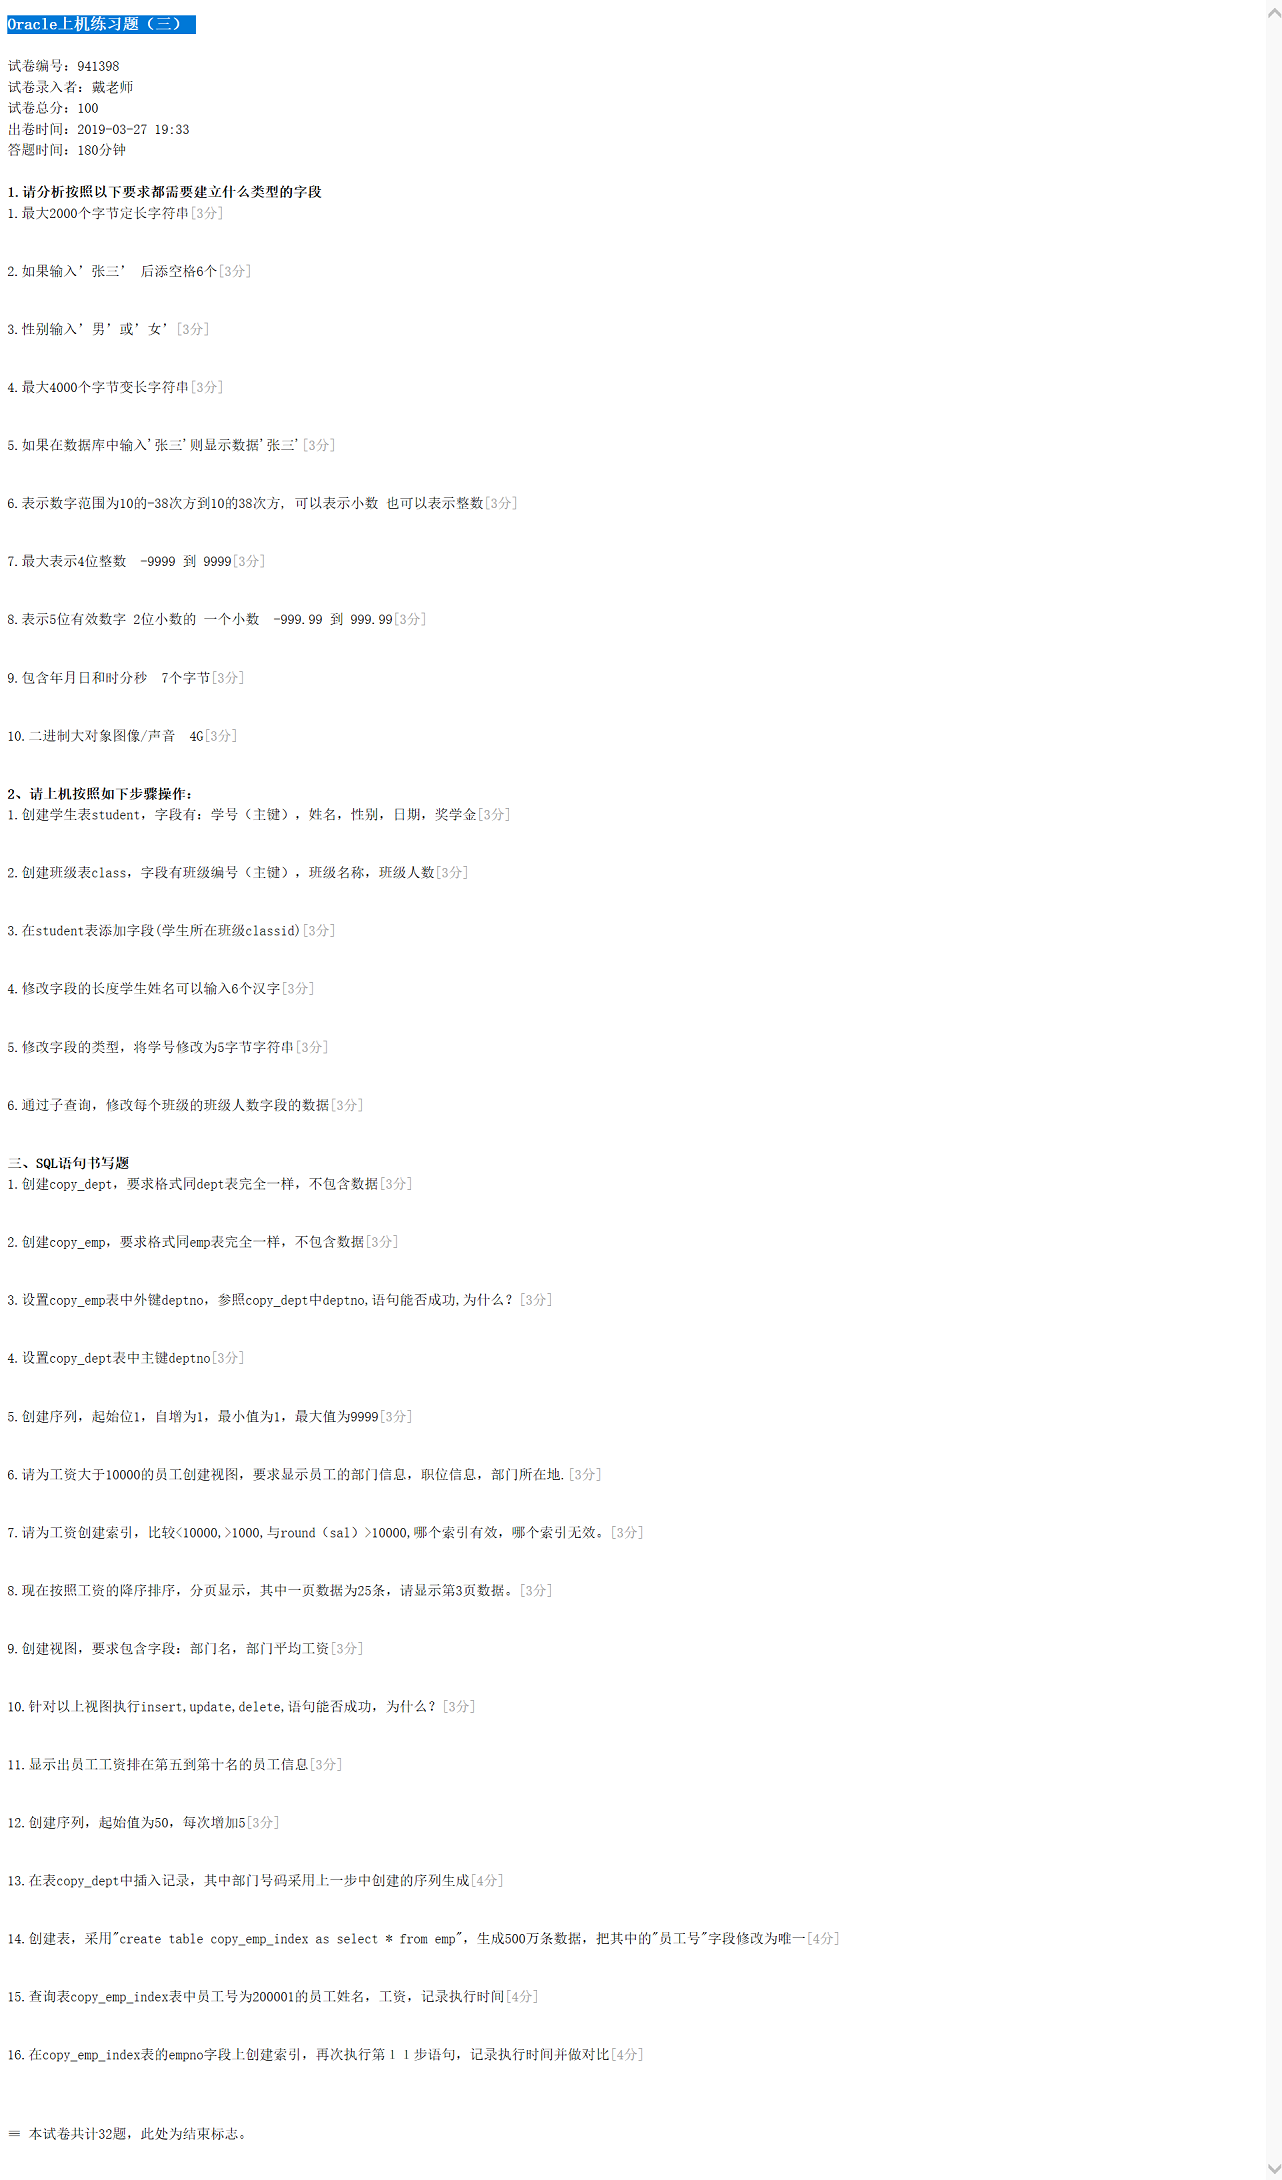 Oracle上机练习题（三）
试卷编号：941398
试卷录入者：戴老师
试卷总分：100
出卷时间：2019-03-27 19:33
答题时间：180分钟
1.请分析按照以下要求都需要建立什么类型的字段
1.最大2000个字节定长字符串[3分]
2.如果输入’张三’ 后添空格6个[3分]
3.性别输入’男’或’女’[3分]
4.最大4000个字节变长字符串[3分]
5.如果在数据库中输入'张三'则显示数据'张三'[3分]
6.表示数字范围为10的-38次方到10的38次方, 可以表示小数 也可以表示整数[3分]
7.最大表示4位整数  -9999 到 9999[3分]
8.表示5位有效数字 2位小数的 一个小数  -999.99 到 999.99[3分]
9.包含年月日和时分秒  7个字节[3分]
10.二进制大对象图像/声音  4G[3分]
2、请上机按照如下步骤操作：
1.创建学生表student，字段有：学号（主键），姓名，性别，日期，奖学金[3分]
2.创建班级表class，字段有班级编号（主键），班级名称，班级人数[3分]
3.在student表添加字段(学生所在班级classid)[3分]
4.修改字段的长度学生姓名可以输入6个汉字[3分]
5.修改字段的类型，将学号修改为5字节字符串[3分]
6.通过子查询，修改每个班级的班级人数字段的数据[3分]
三、SQL语句书写题
1.创建copy_dept，要求格式同dept表完全一样，不包含数据[3分]
2.创建copy_emp，要求格式同emp表完全一样，不包含数据[3分]
3.设置copy_emp表中外键deptno，参照copy_dept中deptno,语句能否成功,为什么？[3分]
4.设置copy_dept表中主键deptno[3分]
5.创建序列，起始位1，自增为1，最小值为1，最大值为9999[3分]
6.请为工资大于10000的员工创建视图，要求显示员工的部门信息，职位信息，部门所在地.[3分]
7.请为工资创建索引，比较<10000,>1000,与round（sal）>10000,哪个索引有效，哪个索引无效。[3分]
8.现在按照工资的降序排序，分页显示，其中一页数据为25条，请显示第3页数据。[3分]
9.创建视图，要求包含字段：部门名，部门平均工资[3分]
10.针对以上视图执行insert,update,delete,语句能否成功，为什么？[3分]
11.显示出员工工资排在第五到第十名的员工信息[3分]
12.创建序列，起始值为50，每次增加5[3分]
13.在表copy_dept中插入记录，其中部门号码采用上一步中创建的序列生成[4分]
14.创建表，采用"create table copy_emp_index as select * from emp"，生成500万条数据，把其中的"员工号"字段修改为唯一[4分]
15.查询表copy_emp_index表中员工号为200001的员工姓名，工资，记录执行时间[4分]
16.在copy_emp_index表的empno字段上创建索引，再次执行第１１步语句，记录执行时间并做对比[4分]
≡ 本试卷共计32题，此处为结束标志。